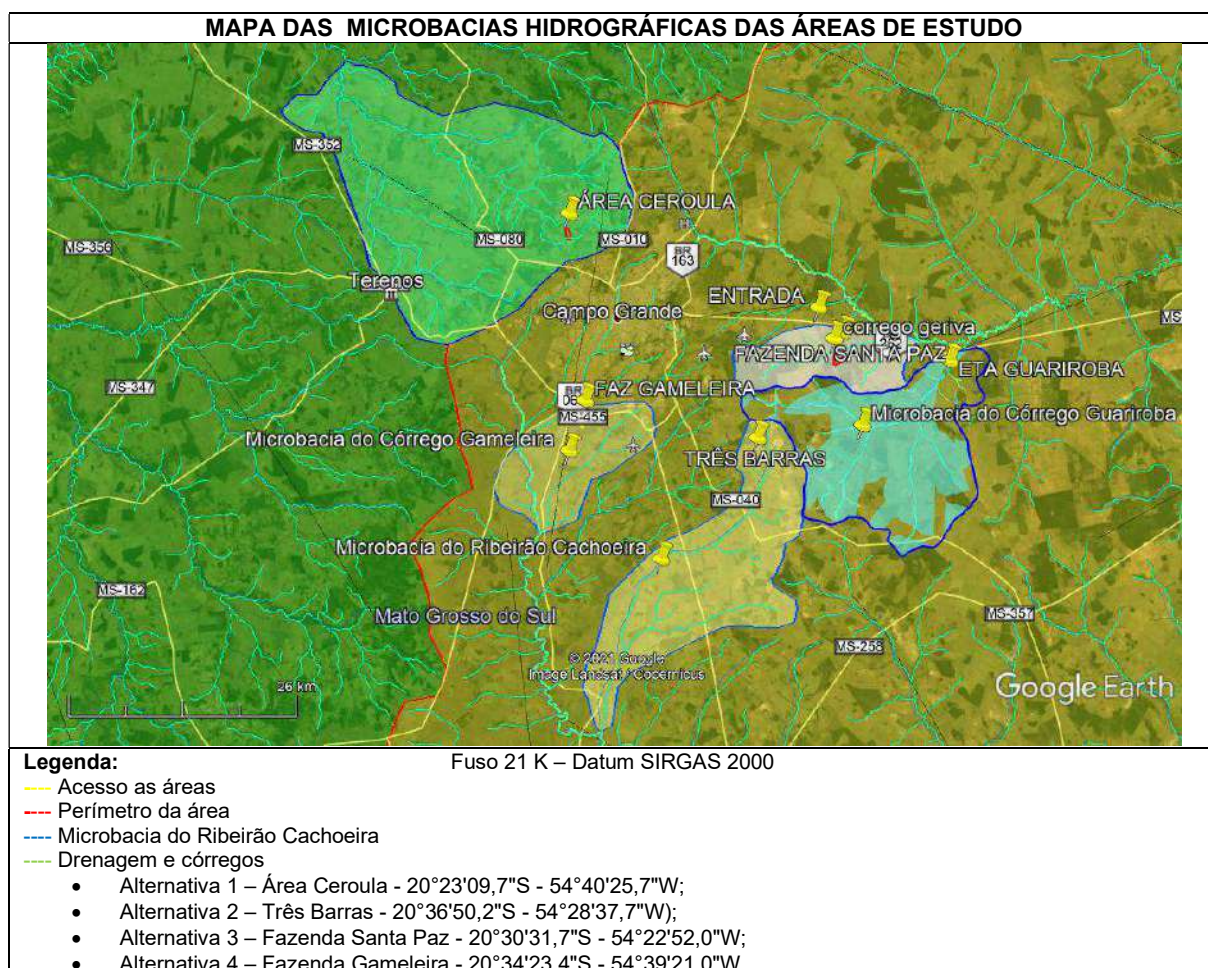 MAPA DAS MICROBACIAS HIDROGRÁFICAS DAS ÁREAS DE ESTUDO
MS-352
ÁREA CEROULA
MS-356
MS-080
MS-010
BR
163
Terenos
ENTRADA
Campo Grande
corrego geriva
MS
FAZENDA SANTA PAZ
ETA GUARIROBA
MS-347
BR
FAZ GAMELEIRA
MS-455
Microbacia do Córrego Guariroba
Microbacia do Córrego Gameleira
TRÊS BARRAS
MS-040
Microbacia do Ribeirão Cachoeira
MS-162
Mato Grosso do Sul
MS-357
MS-258
© 2021 Google
Image Landsat / Copernicus
26 km
Google Earth
Legenda:
Fuso 21 K – Datum SIRGAS 2000
---- Acesso as áreas
---- Perímetro da área
---- Microbacia do Ribeirão Cachoeira
---- Drenagem e córregos
• Alternativa 1 – Área Ceroula - 20°23'09,7"S - 54°40'25,7"W;
• Alternativa 2 – Três Barras - 20°36'50,2"S - 54°28'37,7"W);
• Alternativa 3 – Fazenda Santa Paz - 20°30'31,7"S - 54°22'52,0"W;
• Alternativa 4 – Fazenda Gameleira - 20°34'23,4"S - 54°39'21,0"W